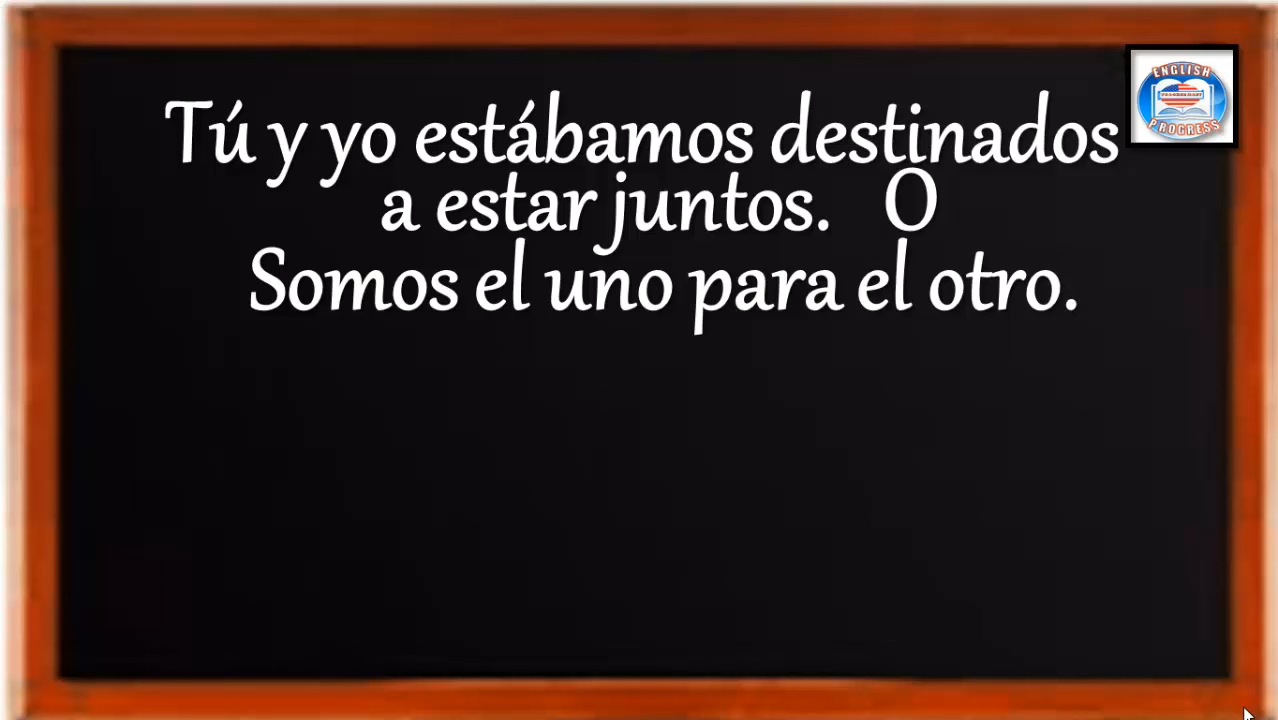 Tú y yo estábamos destinados
a estar juntos. O
Somos el uno para el otro.
ENGLISH
PROGRESS